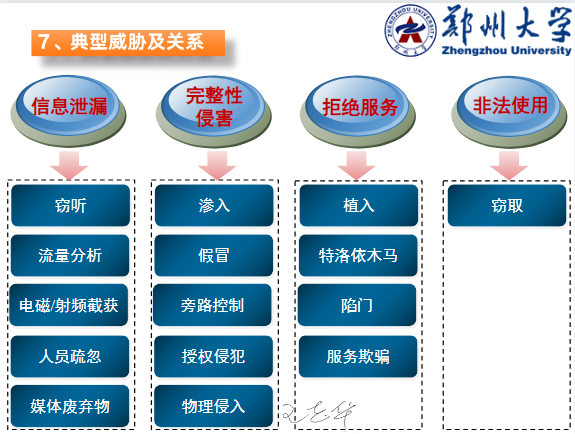 7、典型威胁及关系
郑州大学
Zhengzhou University
ZHENGZHOU UNIVERSITY
郑州大学
信息泄漏
完整性
侵害
拒绝服务
非法使用
窃听
渗入
植入
窃取
流量分析
假冒
特洛依木马
电磁/射频截获
旁路控制
陷门
人员疏忽
授权侵犯
服务欺骗
媒体废弃物
物理侵入